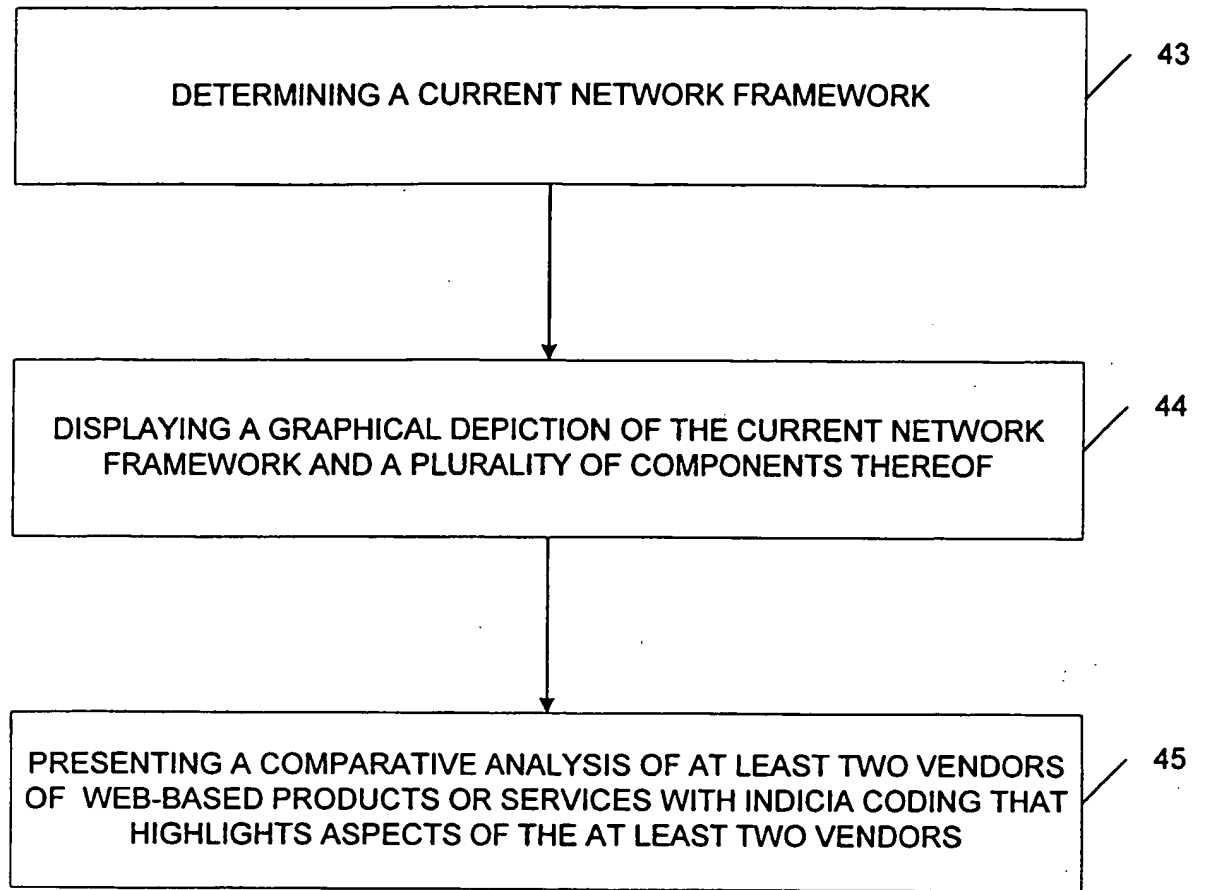 DETERMINING A CURRENT NETWORK FRAMEWORK
43
DISPLAYING A GRAPHICAL DEPICTION OF THE CURRENT NETWORK
FRAMEWORK AND A PLURALITY OF COMPONENTS THEREOF
44
PRESENTING A COMPARATIVE ANALYSIS OF AT LEAST TWO VENDORS
OF WEB-BASED PRODUCTS OR SERVICES WITH INDICIA CODING THAT
HIGHLIGHTS ASPECTS OF THE AT LEAST TWO VENDORS
45